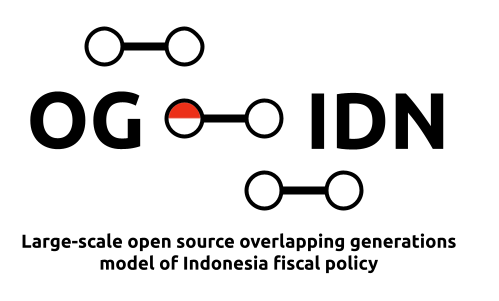 OG IDN
Large-scale open source overlapping generations
model of Indonesia fiscal policy